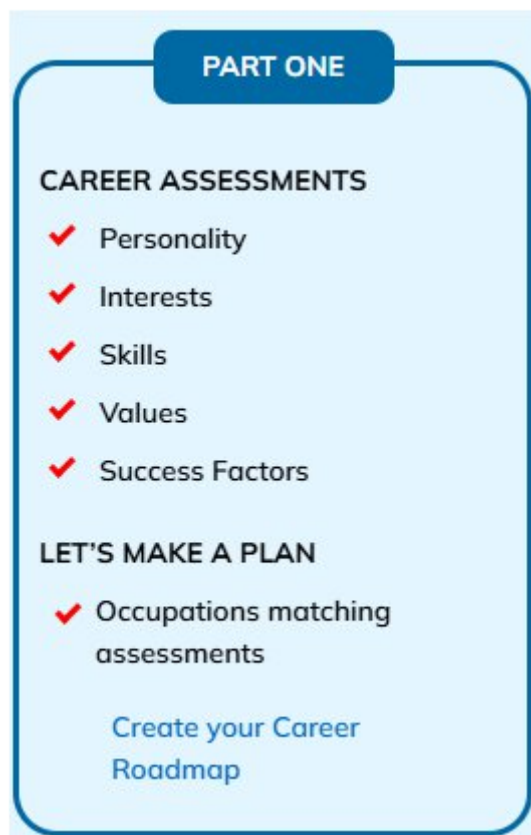 PART ONE
CAREER ASSESSMENTS
Personality
Interests
Skills
Values
Success Factors
LET’S MAKE A PLAN
Occupations matching
assessments
Create your Career
Roadmap